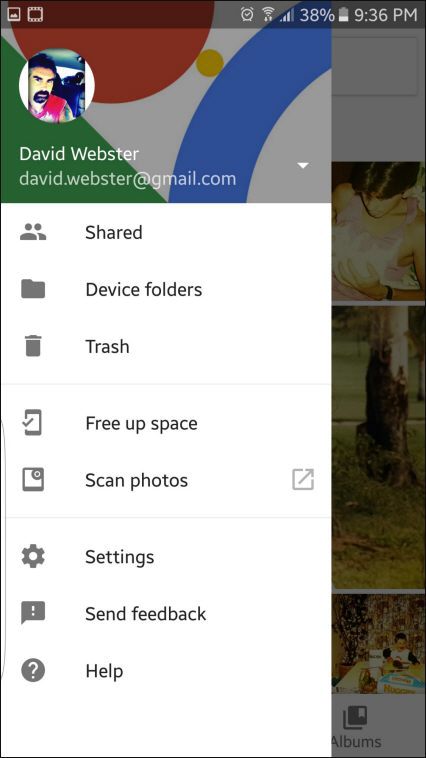 38% 9:36 PM
David Webster
david.webster@gmail.com
Shared
Device folders
Trash
Free up space
Scan photos
Settings
Send feedback
Help
Albums